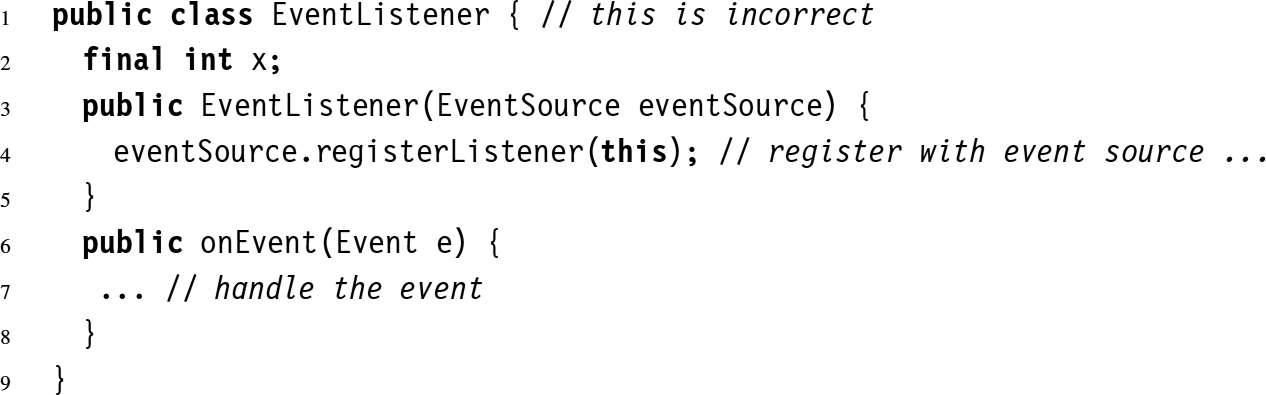 1 public class EventListener { // this is incorrect
2 final int x;
3 public EventListener(EventSource eventSource) {
4 eventSource.registerListener(this); // register with event source ...
5 }
6 public onEvent(Event e) {
7 ... // handle the event
8 }
9 }